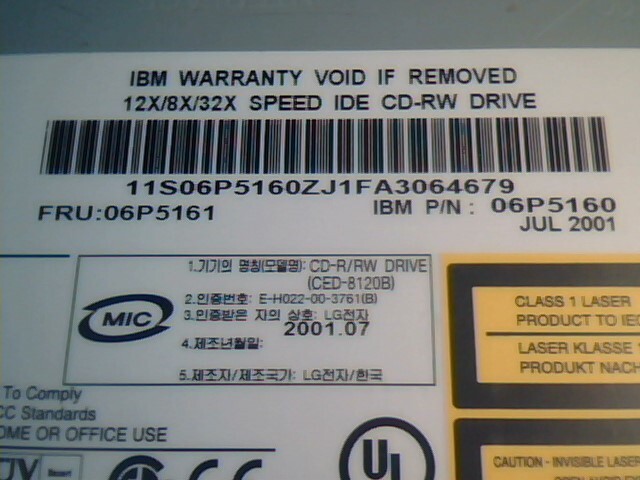 IBM WARRANTY VOID IF REMOVED
12X/8X/32X SPEED IDE CD-RW DRIVE
11S06P5160ZJ1FA3064679
FRU:06P5161
IBM P/N : 06P5160
JUL 2001
1.기기의 명칭(모델명): CD-R/RW DRIVE
(CED-8120B)
2.인증번호: E-H022-00-3761(B)
3.인증받은 자의 상호: LG전자
2001.07
4.제조년월일:
5.제조자/제조국가: LG전자/한국
MIC
CLASS 1 LASER
PRODUCT TO IEC
LASER KLASSE 1
PRODUKT NACH
To Comply
CC Standards
OME OR OFFICE USE
UL
CAUTION - INVISIBLE LASER